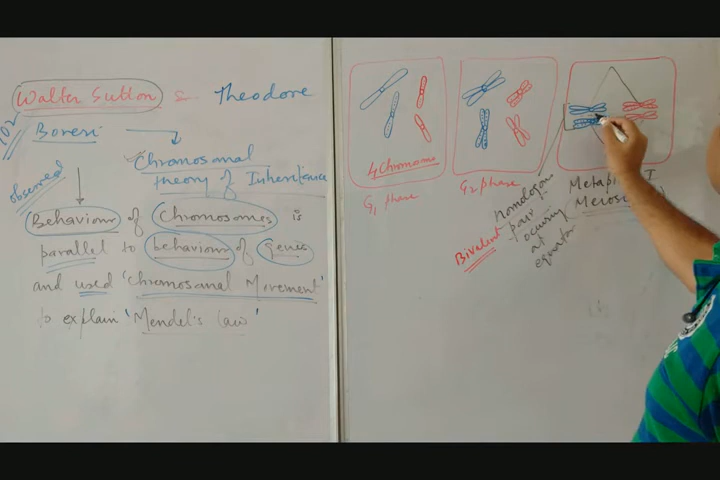 Walter Sutton & Theodore
102
Boveri
Chromosomal
theory of Inheritance
observed
Behaviour of Chromosomes is
parallel to behaviour of genes
and used 'Chromosomal Movement'
to explain 'Mendel's law'
4 Chromosome
G1 phase
G2 phase
Metap I
Meiosis
Bivalent
homologous
pair
occuring
at
equator